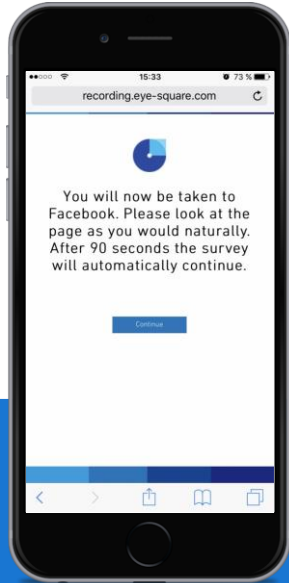 15:33 73 %
recording.eye-square.com
You will now be taken to
Facebook. Please look at the
page as you would naturally.
After 90 seconds the survey
will automatically continue.
Continue